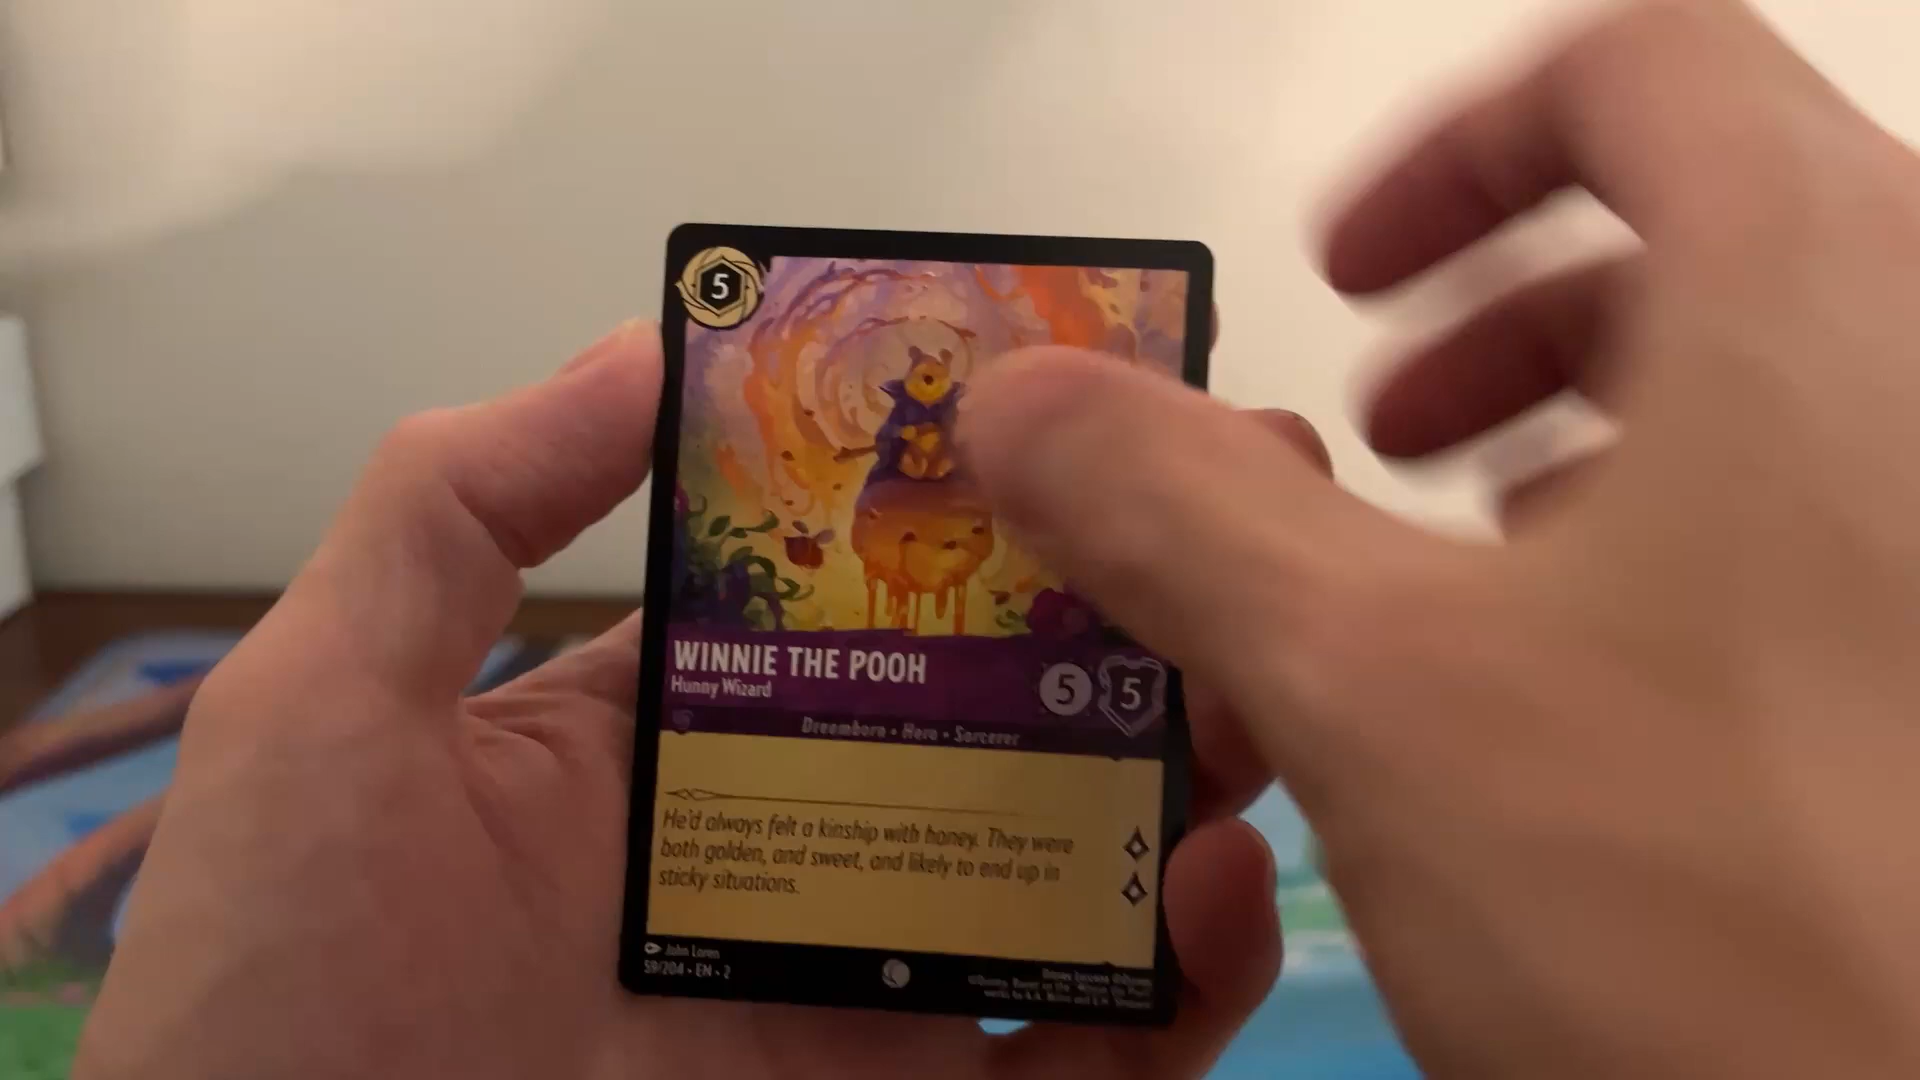 5
WINNIE THE POOH
Hunny Wizard
5 5
Dreamborn • Hero • Sorcerer
He'd always felt a kinship with honey. They were
both golden, and sweet, and likely to end up in
sticky situations.
John Loren
59/204 • EN • 2